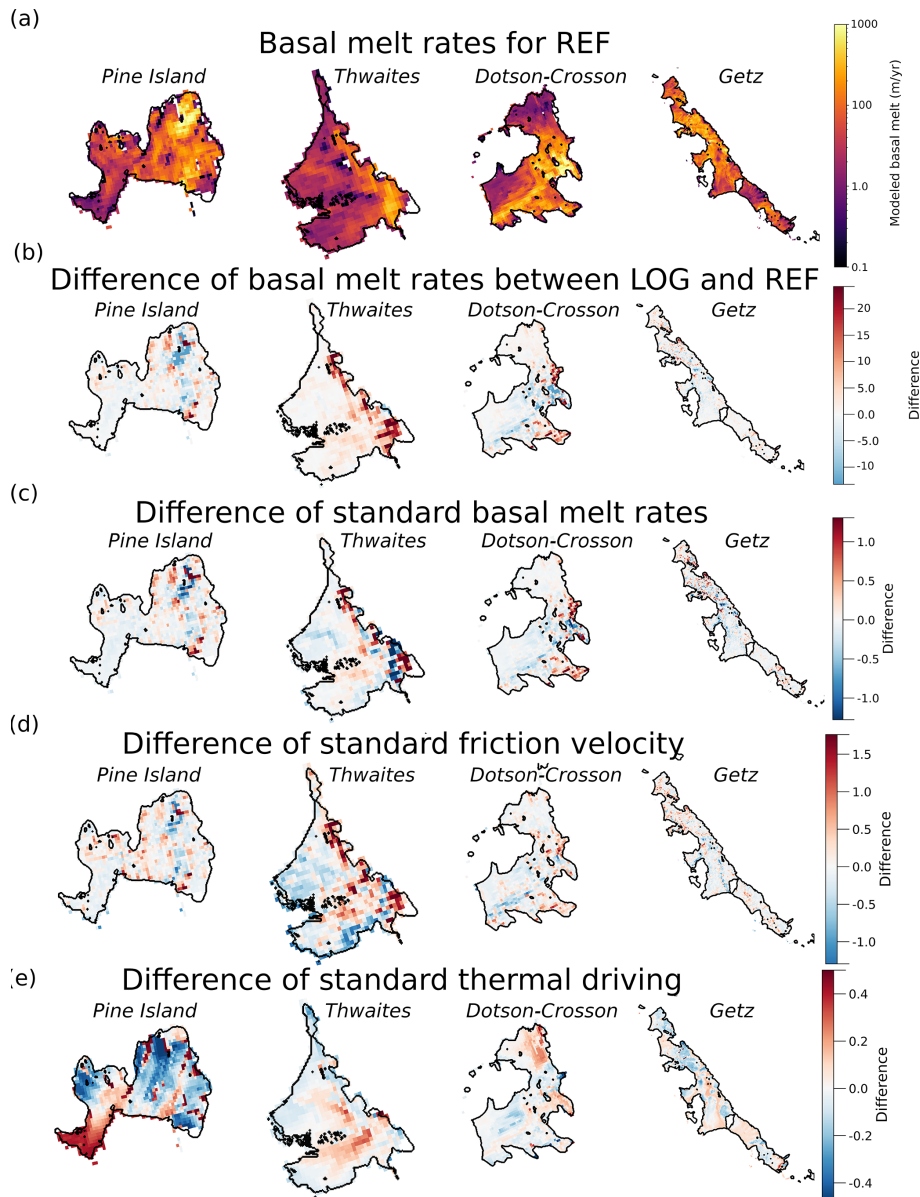 (a)
Basal melt rates for REF
Pine Island
Thwaites
Dotson-Crosson
Getz
1000
100
1.0
0.1
Modeled basal melt (m/yr)
(b)
Difference of basal melt rates between LOG and REF
Pine Island
Thwaites
Dotson-Crosson
Getz
20
15
10
5.0
0.0
-5.0
-10
Difference
(c)
Difference of standard basal melt rates
Pine Island
Thwaites
Dotson-Crosson
Getz
1.0
0.0
-1.0
Difference
(d)
Difference of standard friction velocity
Pine Island
Thwaites
Dotson-Crosson
Getz
1.5
1.0
0.5
0.0
-0.5
-1.0
Difference
(e)
Difference of standard thermal driving
Pine Island
Thwaites
Dotson-Crosson
Getz
0.4
0.2
0.0
-0.2
-0.4
Difference